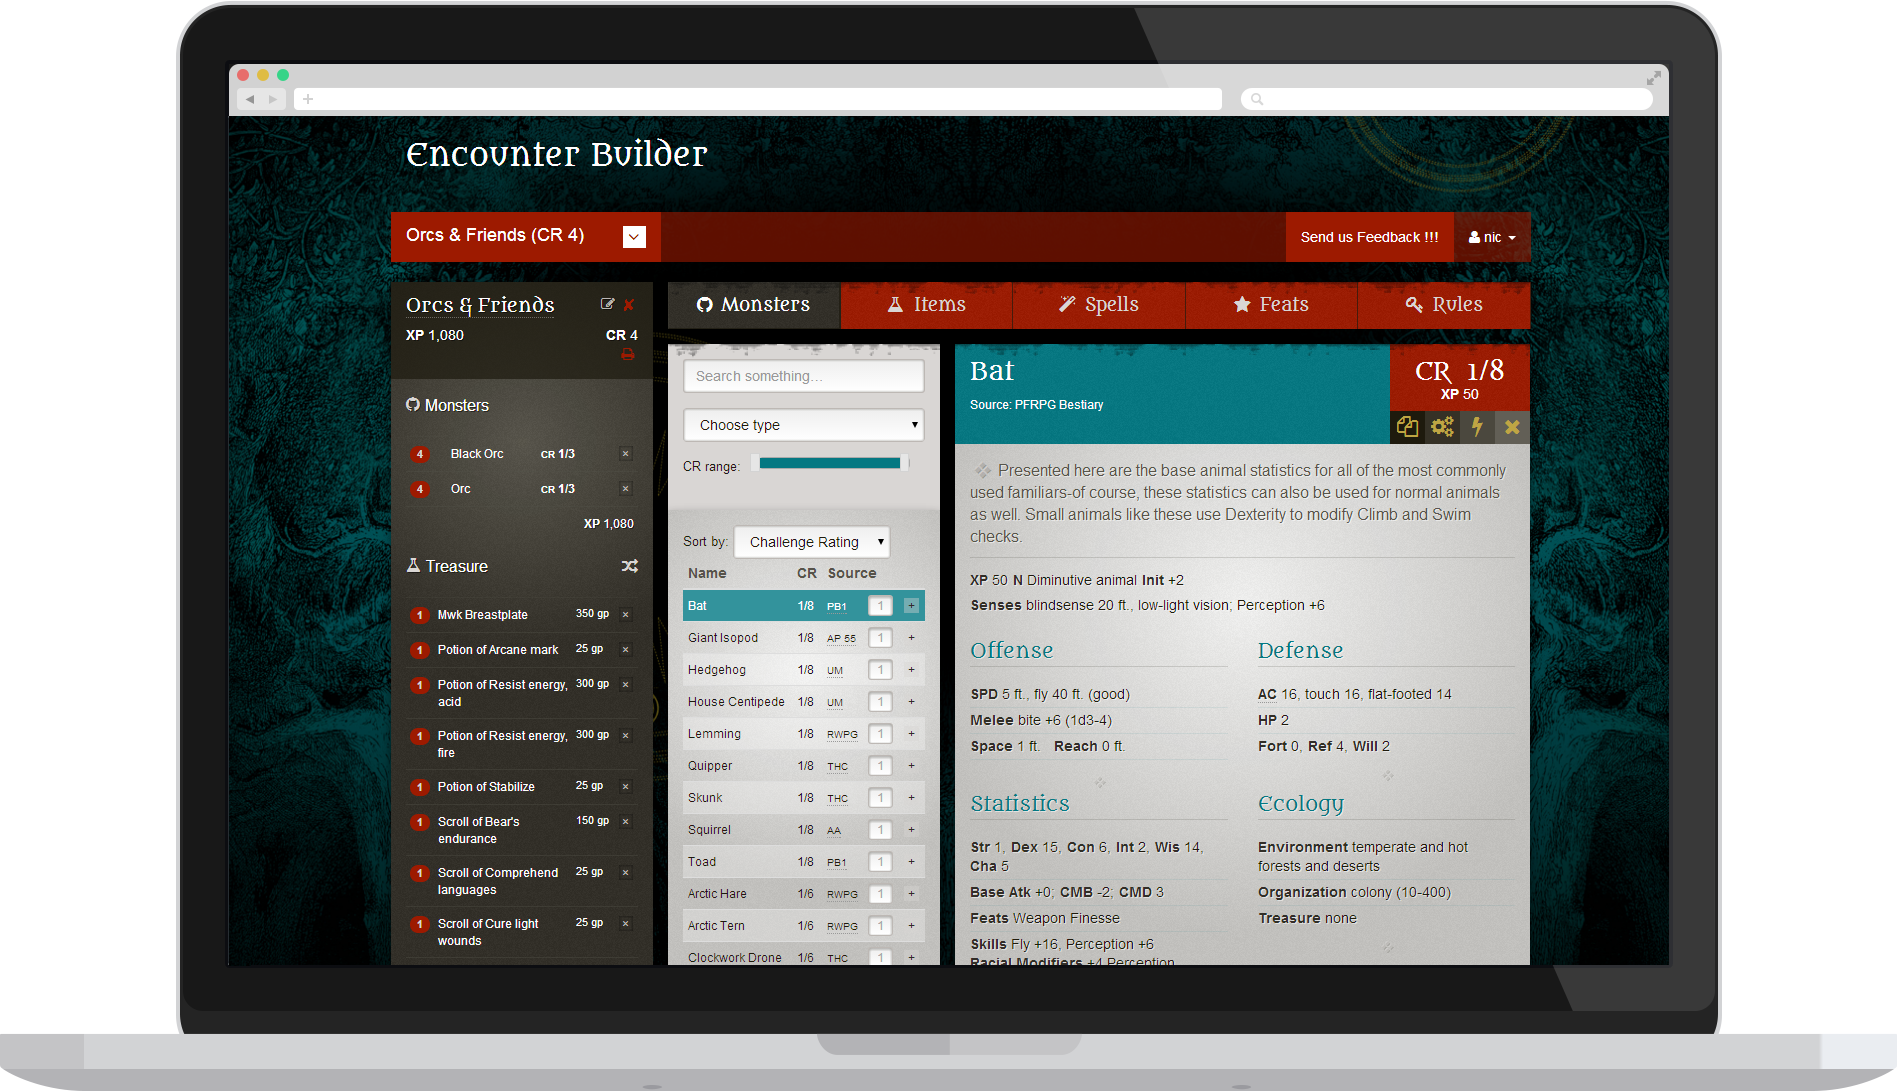 Encounter Builder
Orcs & Friends (CR 4)
Send us Feedback !!!
nic
Orcs & Friends
XP 1,080 CR 4
Monsters
4 Black Orc CR 1/3 ×
4 Orc CR 1/3 ×
XP 1,080
Treasure
1 Mwk Breastplate 350 gp ×
1 Potion of Arcane mark 25 gp ×
1 Potion of Resist energy, 300 gp ×
acid
1 Potion of Resist energy, 300 gp ×
fire
1 Potion of Stabilize 25 gp ×
1 Scroll of Bear's 150 gp ×
endurance
1 Scroll of Comprehend 25 gp ×
languages
1 Scroll of Cure light 25 gp ×
wounds
Monsters
Items
Spells
Feats
Rules
Search something...
Choose type
CR range:
Sort by: Challenge Rating
Name CR Source
Bat 1/8 PB1 1 +
Giant Isopod 1/8 AP 55 1 +
Hedgehog 1/8 UM 1 +
House Centipede 1/8 UM 1 +
Lemming 1/8 RWPG 1 +
Quipper 1/8 THC 1 +
Skunk 1/8 THC 1 +
Squirrel 1/8 AA 1 +
Toad 1/8 PB1 1 +
Arctic Hare 1/6 RWPG 1 +
Arctic Tern 1/6 RWPG 1 +
Clockwork Drone 1/6 THC 1 +
Bat
Source: PFRPG Bestiary
CR 1/8
XP 50
Presented here are the base animal statistics for all of the most commonly
used familiars-of course, these statistics can also be used for normal animals
as well. Small animals like these use Dexterity to modify Climb and Swim
checks.
XP 50 N Diminutive animal Init +2
Senses blindsense 20 ft., low-light vision; Perception +6
Offense
SPD 5 ft., fly 40 ft. (good)
Melee bite +6 (1d3-4)
Space 1 ft. Reach 0 ft.
Defense
AC 16, touch 16, flat-footed 14
HP 2
Fort 0, Ref 4, Will 2
Statistics
Str 1, Dex 15, Con 6, Int 2, Wis 14,
Cha 5
Base Atk +0; CMB -2; CMD 3
Feats Weapon Finesse
Skills Fly +16, Perception +6
Racial Modifiers +4 Perception
Ecology
Environment temperate and hot
forests and deserts
Organization colony (10-400)
Treasure none